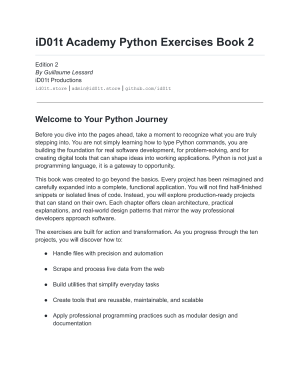 iD01t Academy Python Exercises Book 2
Edition 2
By Guillaume Lessard
iD01t Productions
id01t.store | admin@id01t.store | github.com/id01t
Welcome to Your Python Journey
Before you dive into the pages ahead, take a moment to recognize what you are truly
stepping into. You are not simply learning how to type Python commands, you are
building the foundation for real software development, for problem-solving, and for
creating digital tools that can shape ideas into working applications. Python is not just a
programming language, it is a gateway to opportunity.
This book was created to go beyond the basics. Every project has been reimagined and
carefully expanded into a complete, functional application. You will not find half-finished
snippets or isolated lines of code. Instead, you will explore production-ready projects
that can stand on their own. Each chapter offers clean architecture, practical
explanations, and real-world design patterns that mirror the way professional
developers approach software.
The exercises are built for action and transformation. As you progress through the ten
projects, you will discover how to:
● Handle files with precision and automation
● Scrape and process live data from the web
● Build utilities that simplify everyday tasks
● Create tools that are reusable, maintainable, and scalable
● Apply professional programming practices such as modular design and
documentation